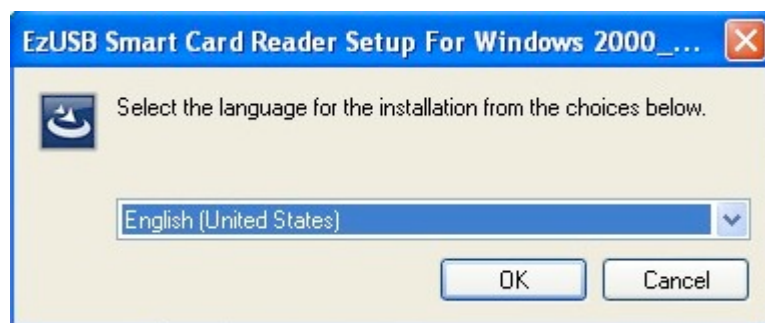 EzUSB Smart Card Reader Setup For Windows 2000_...
Select the language for the installation from the choices below.
English (United States)
OK Cancel